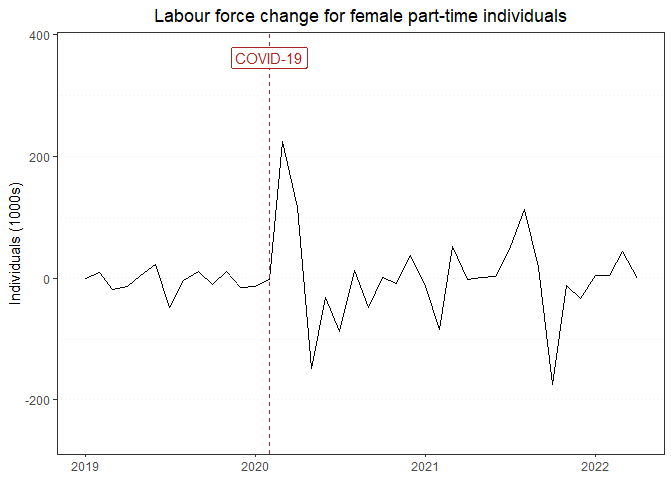 Labour force change for female part-time individuals
400
COVID-19
200
Individuals (1000s)
0
-200
2019 2020 2021 2022